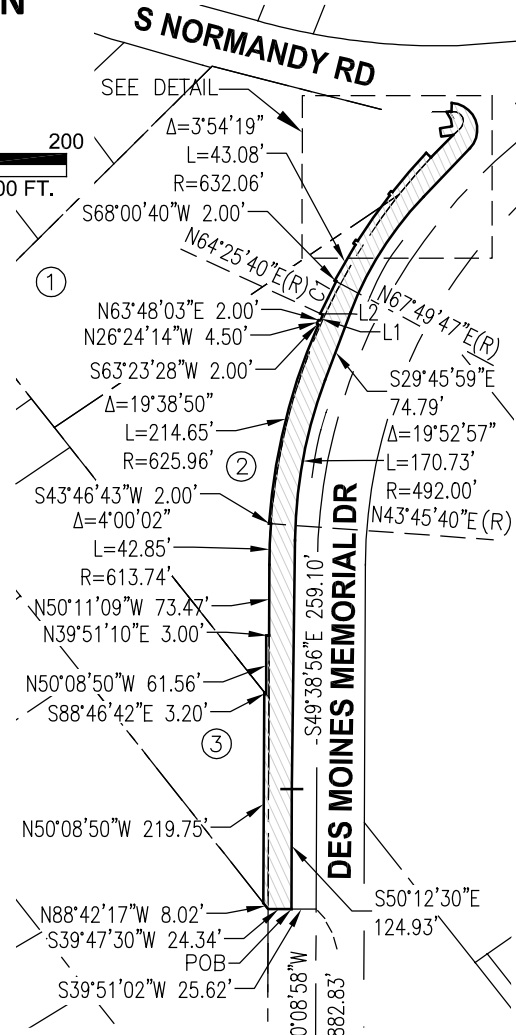 N
S NORMANDY RD
SEE DETAIL
Δ=3°54'19"
L=43.08'
R=632.06'
200
00 FT.
S68°00'40"W 2.00'
N64°25'40"E(R)
C1
1
N63°48'03"E 2.00'
L2
N67°49'47"E(R)
N26°24'14"W 4.50'
L1
S63°23'28"W 2.00'
S29°45'59"E
74.79'
Δ=19°38'50"
L=214.65'
R=625.96'
Δ=19°52'57"
L=170.73'
R=492.00'
2
S43°46'43"W 2.00'
N43°45'40"E(R)
Δ=4°00'02"
L=42.85'
R=613.74'
N50°11'09"W 73.47'
N39°51'10"E 3.00'
S49°38'56"E 259.10'
DES MOINES MEMORIAL DR
N50°08'50"W 61.56'
S88°46'42"E 3.20'
3
N50°08'50"W 219.75'
S50°12'30"E
124.93'
N88°42'17"W 8.02'
S39°47'30"W 24.34'
POB
S39°51'02"W 25.62'
0°08'58"W
882.83'